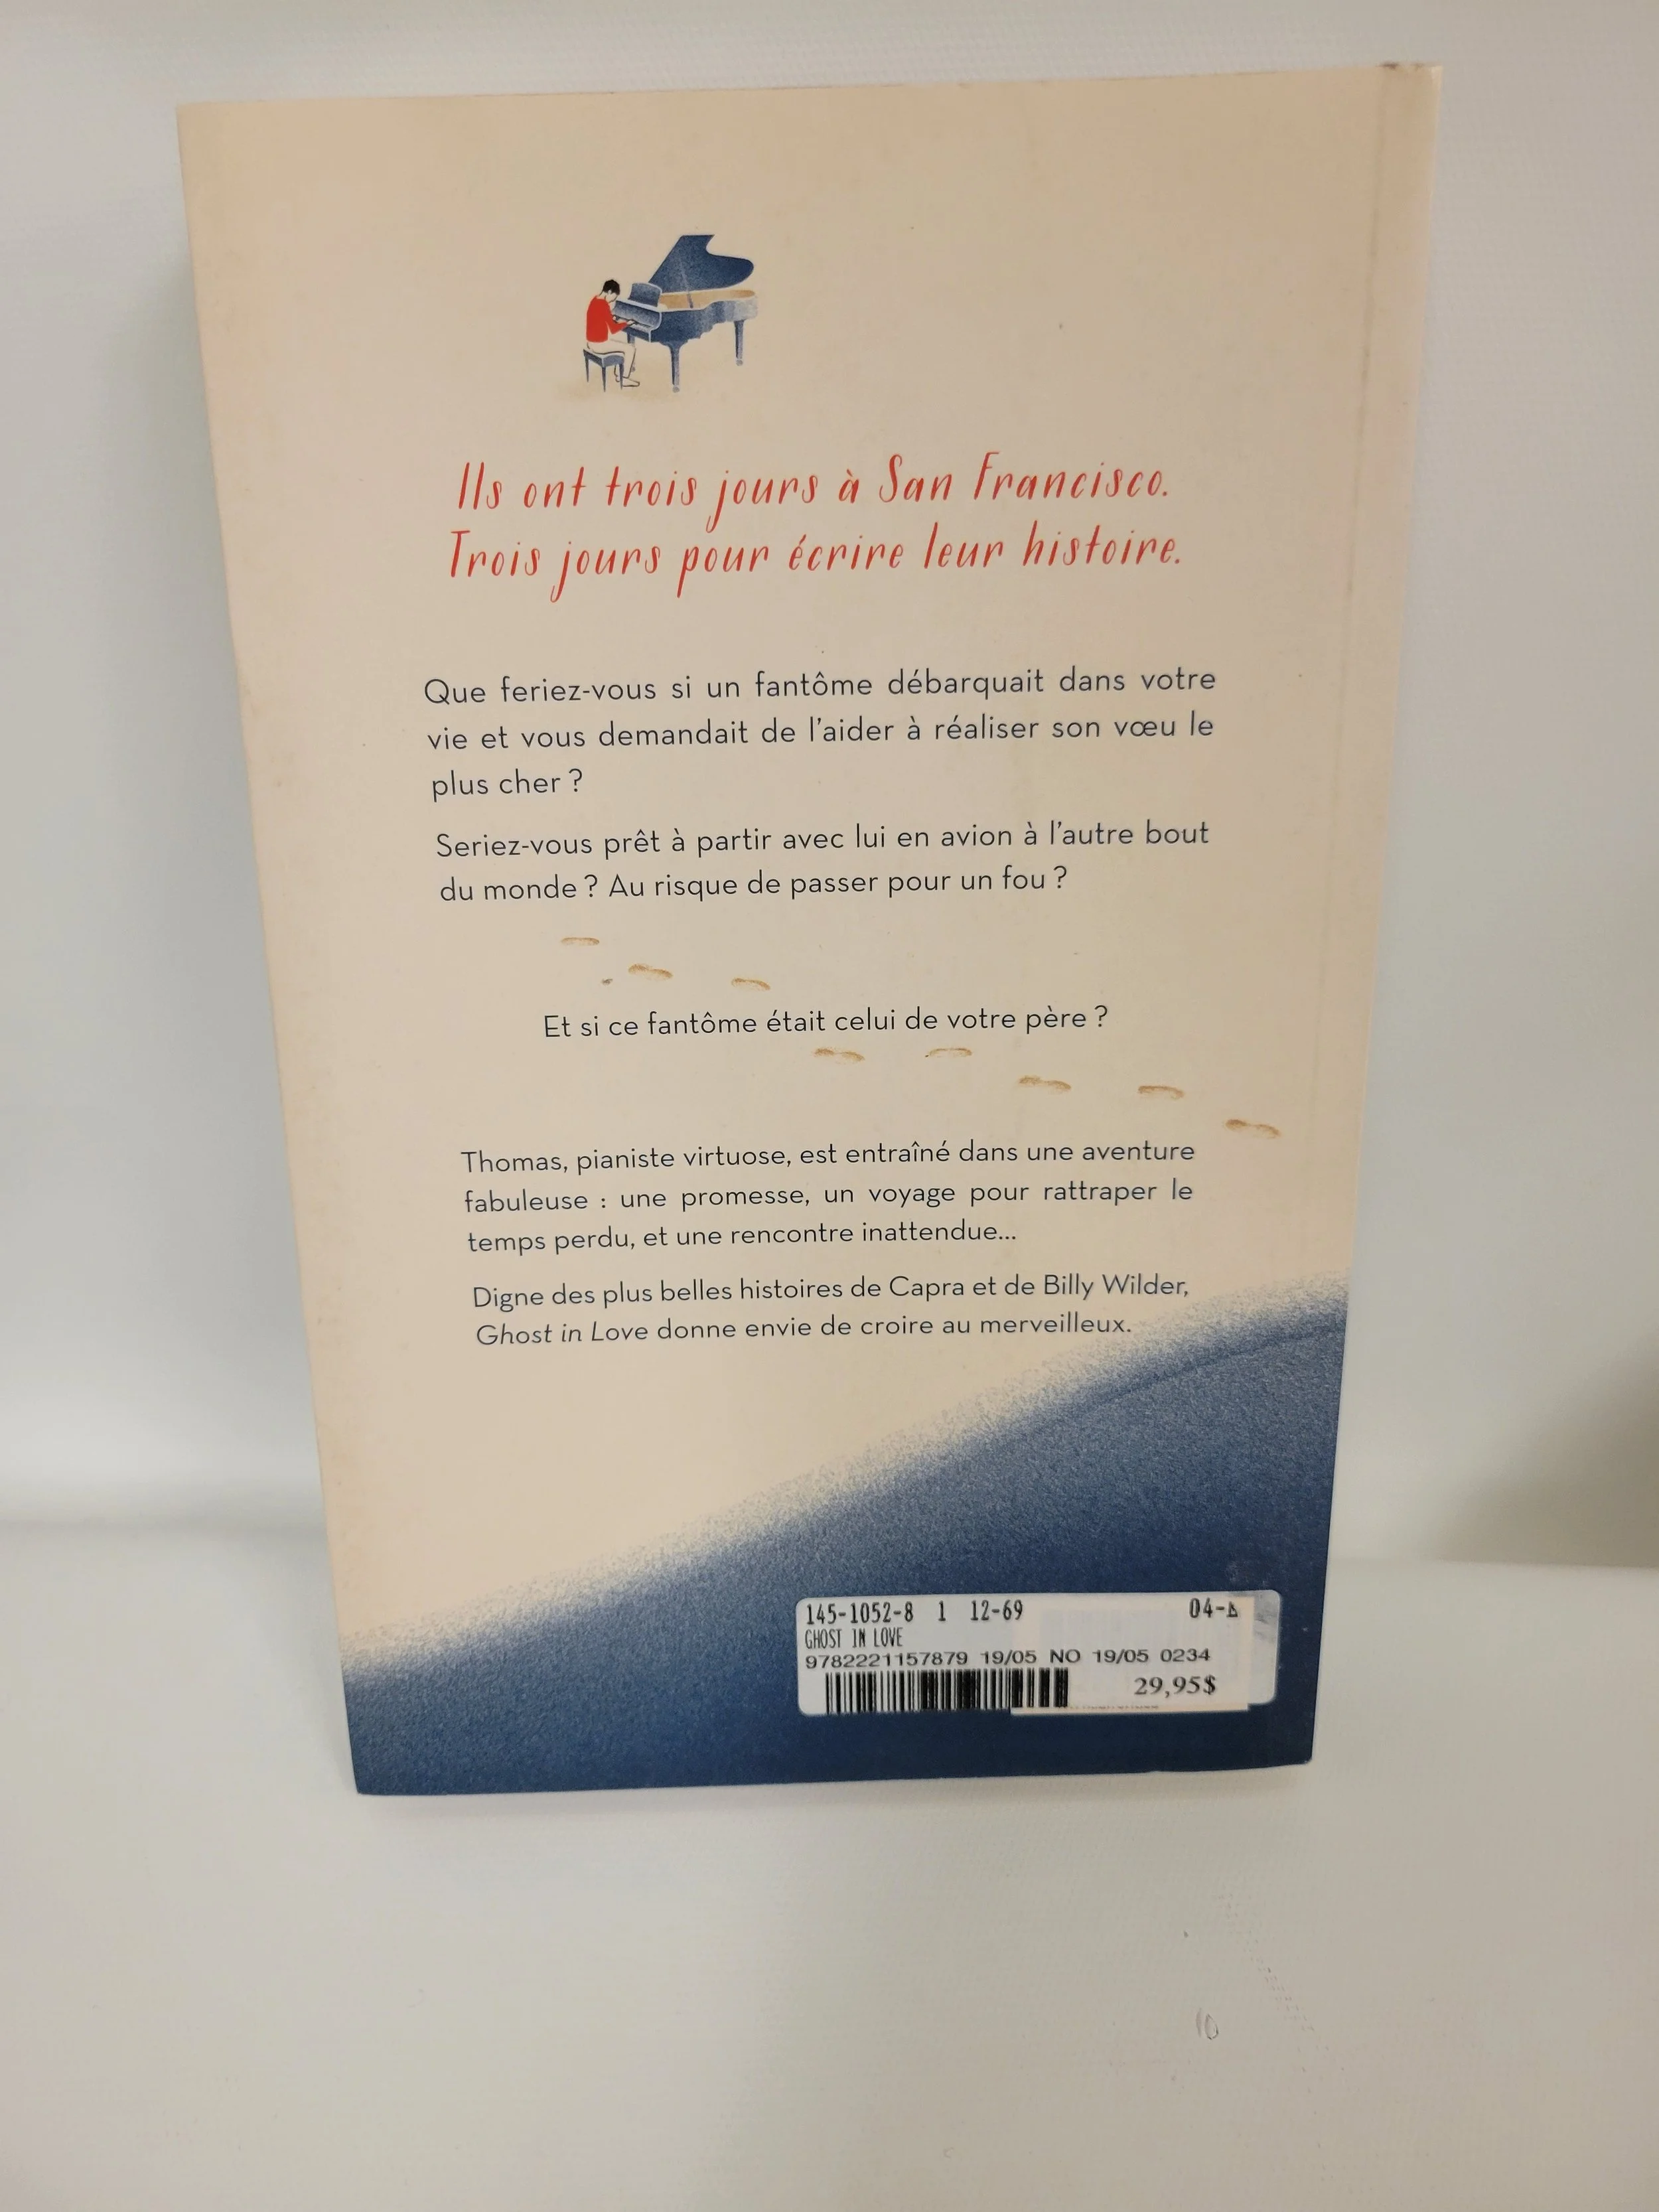 Ils ont trois jours à San Francisco.
Trois jours pour écrire leur histoire.
Que feriez-vous si un fantôme débarquait dans votre
vie et vous demandait de l'aider à réaliser son vœu le
plus cher ?
Seriez-vous prêt à partir avec lui en avion à l'autre bout
du monde ? Au risque de passer pour un fou ?
Et si ce fantôme était celui de votre père ?
Thomas, pianiste virtuose, est entraîné dans une aventure
fabuleuse : une promesse, un voyage pour rattraper le
temps perdu, et une rencontre inattendue...
Digne des plus belles histoires de Capra et de Billy Wilder,
Ghost in Love donne envie de croire au merveilleux.
145-1052-8 1 12-69 04-
GHOST IN LOVE
9782221157879 19/05 NO 19/05 0234
29,95$
10